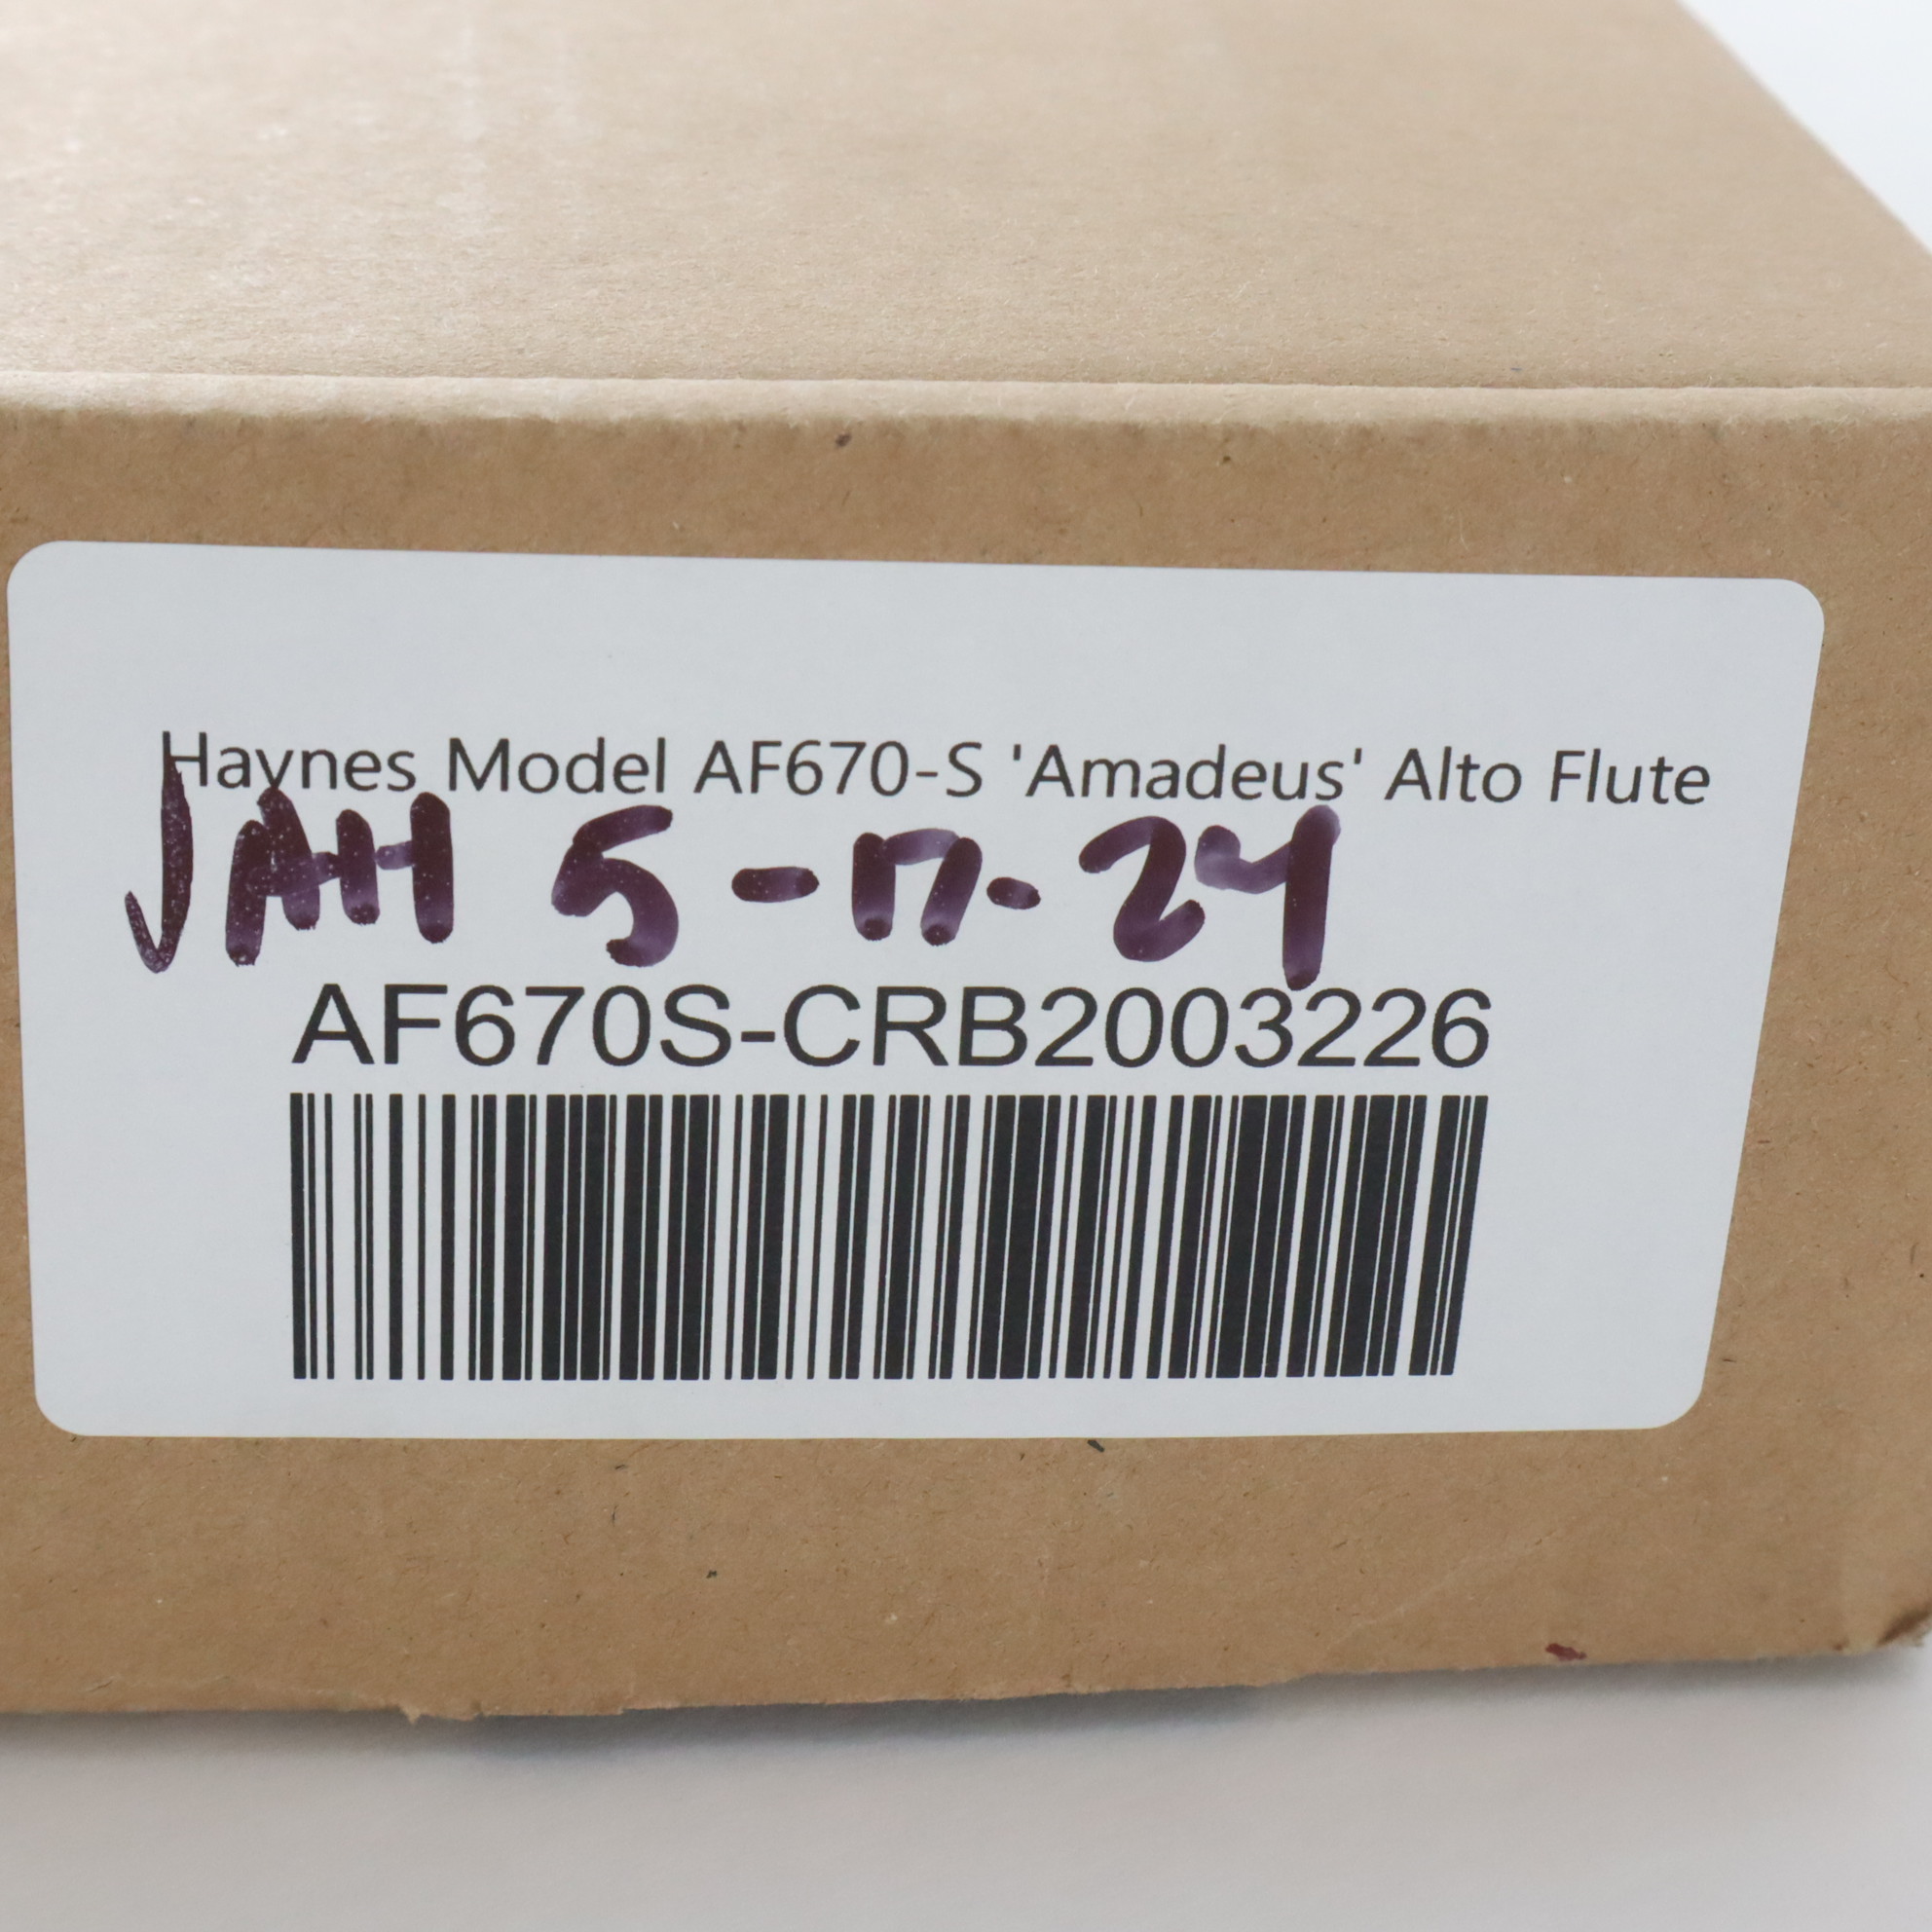 Haynes Model AF670-S 'Amadeus' Alto Flute
JAH 5-17-24
AF670S-CRB2003226